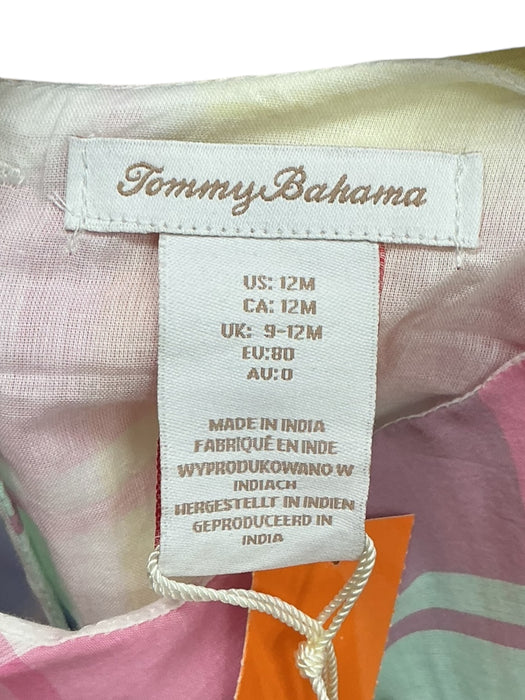 Tommy Bahama
US: 12M
CA: 12M
UK: 9-12M
EU:80
AU:0
MADE IN INDIA
FABRIQUÉ EN INDE
WYPRODUKOWANO W
INDIACH
HERGESTELLT IN INDIEN
GEPRODUCEERD IN
INDIA